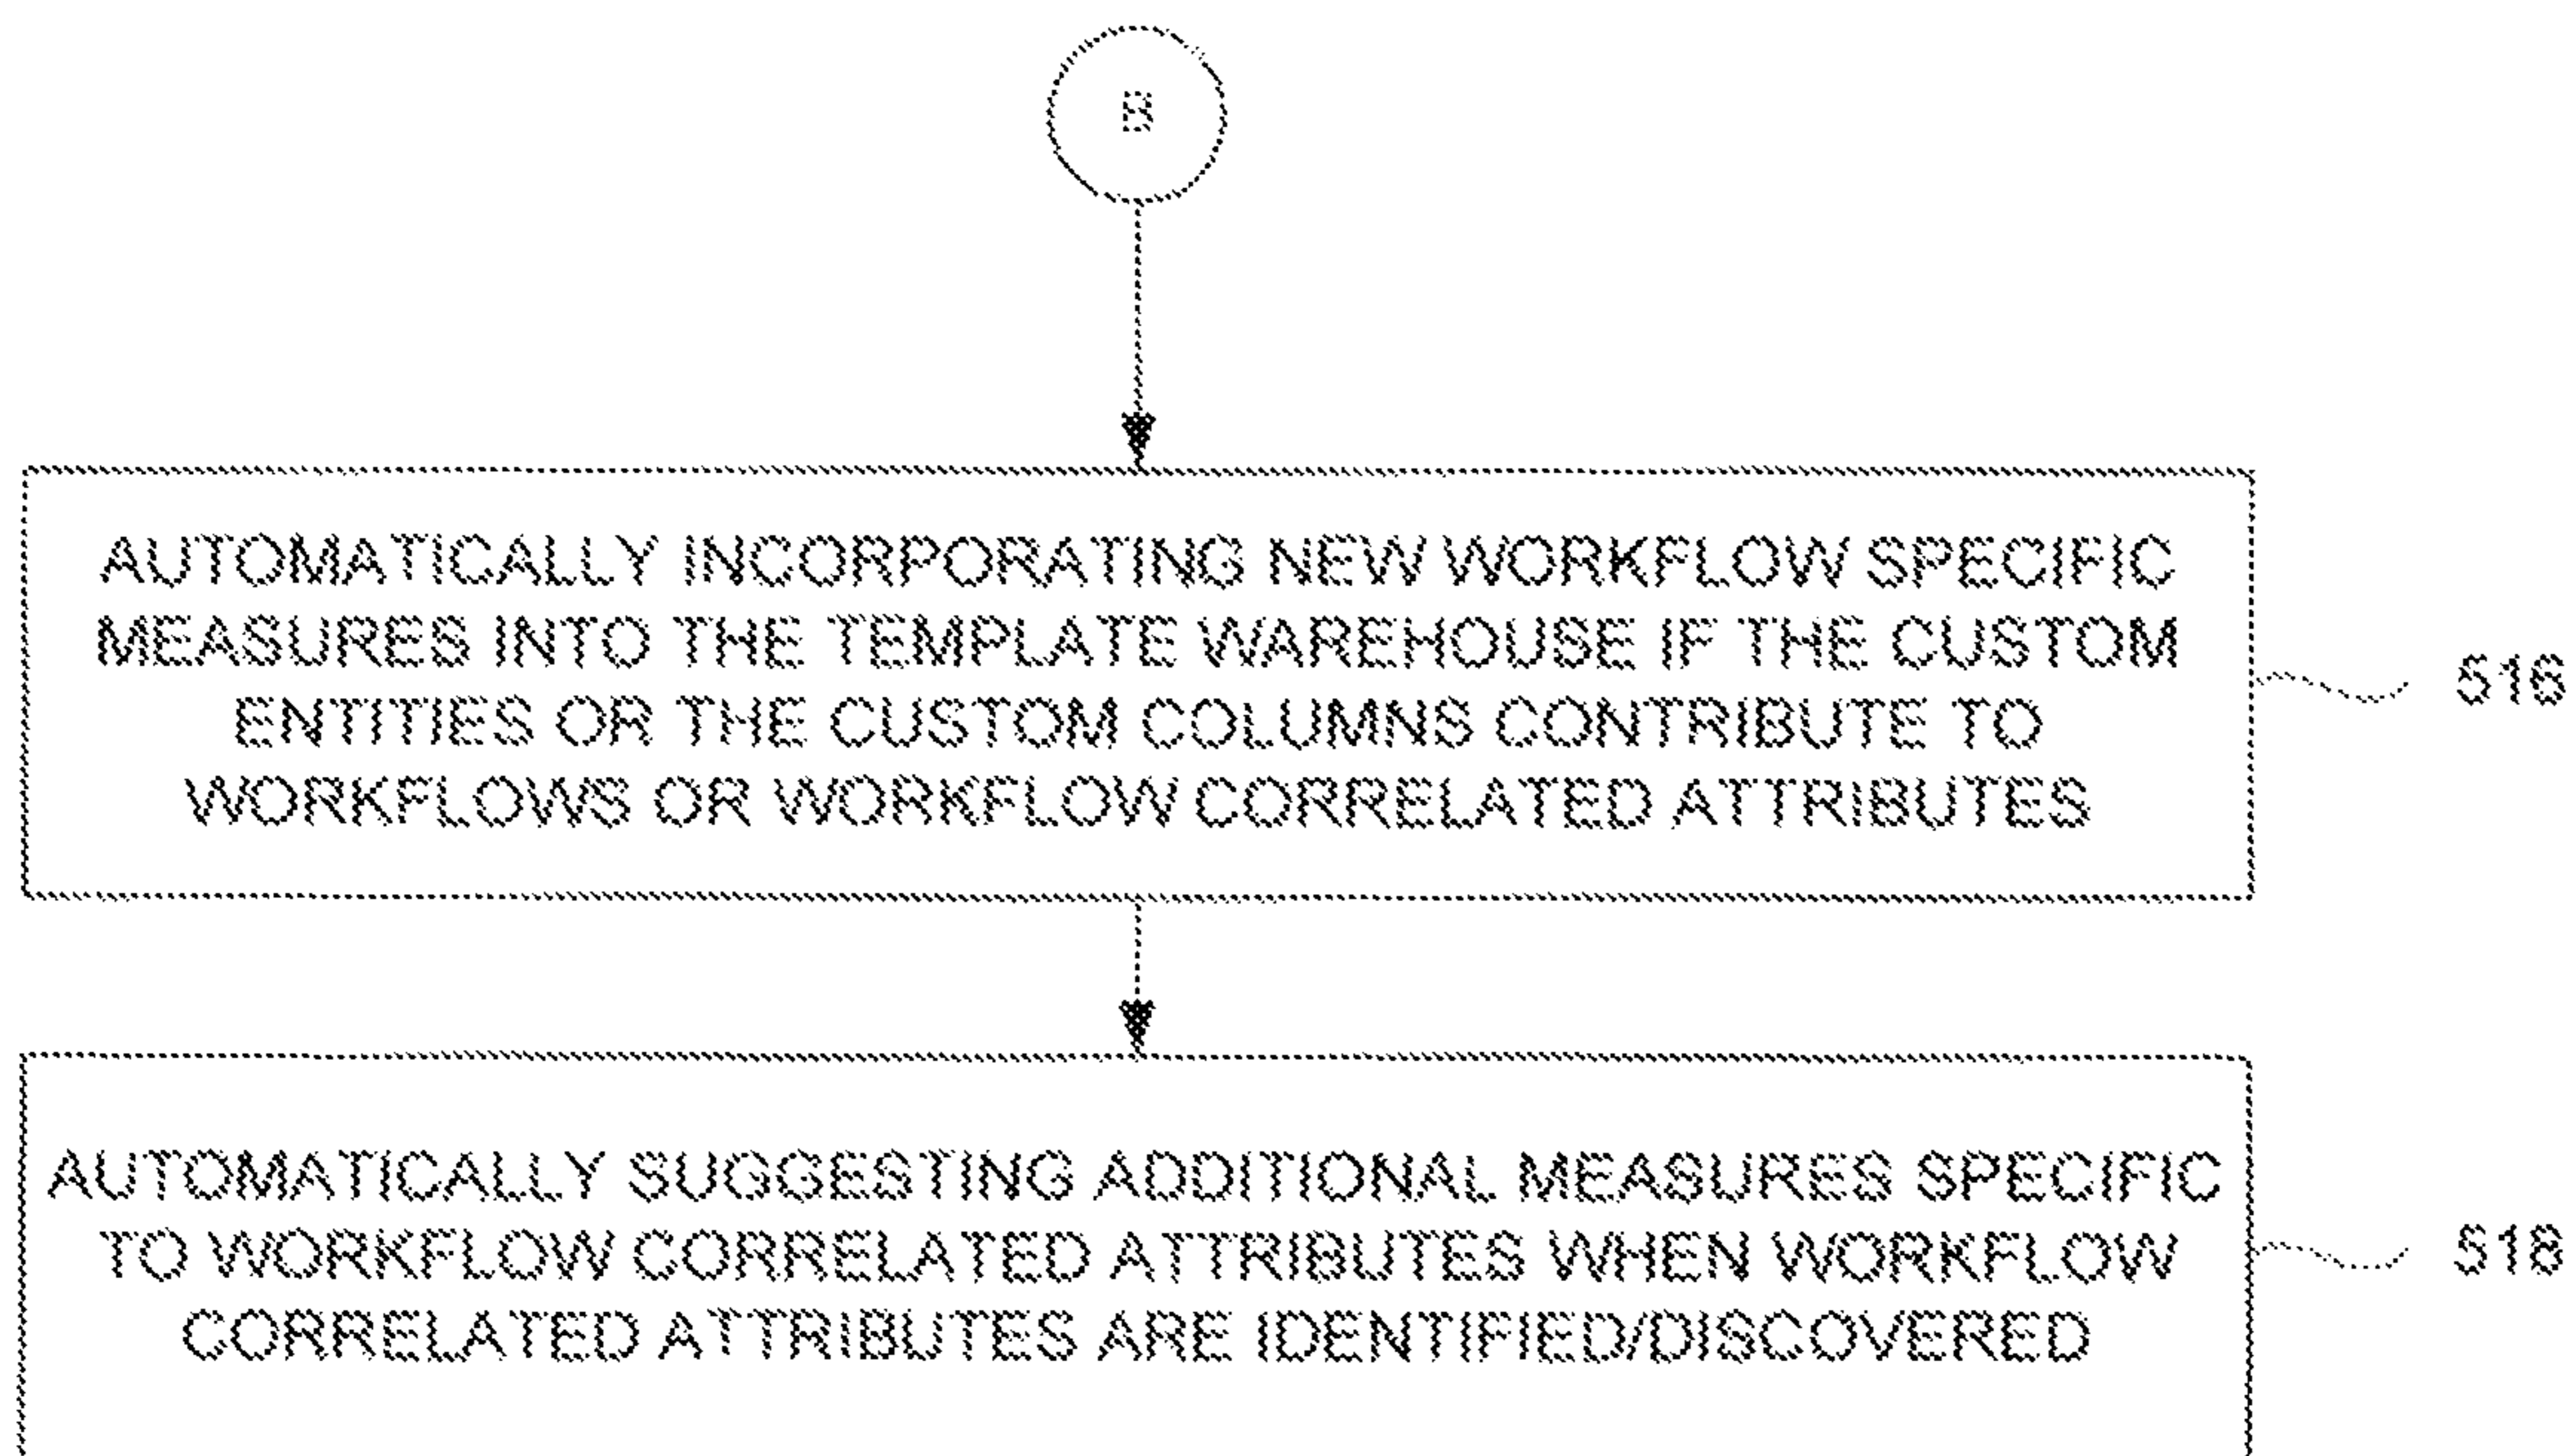 B
AUTOMATICALLY INCORPORATING NEW WORKFLOW SPECIFIC
MEASURES INTO THE TEMPLATE WAREHOUSE IF THE CUSTOM
ENTITIES OR THE CUSTOM COLUMNS CONTRIBUTE TO
WORKFLOWS OR WORKFLOW CORRELATED ATTRIBUTES
516
AUTOMATICALLY SUGGESTING ADDITIONAL MEASURES SPECIFIC
TO WORKFLOW CORRELATED ATTRIBUTES WHEN WORKFLOW
CORRELATED ATTRIBUTES ARE IDENTIFIED/DISCOVERED
518